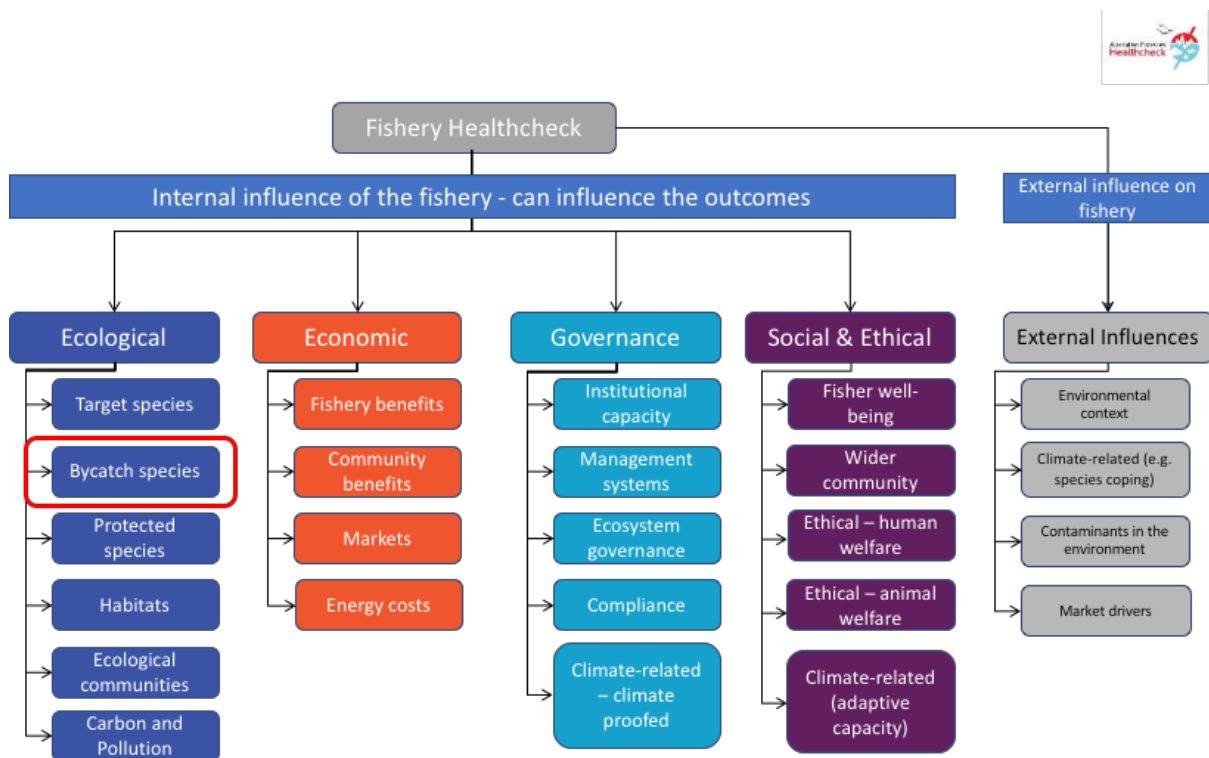 Australian Fisheries
Healthcheck
Fishery Healthcheck
Internal influence of the fishery - can influence the outcomes
External influence on
fishery
Ecological
Target species
Bycatch species
Protected
species
Habitats
Ecological
communities
Carbon and
Pollution
Economic
Fishery benefits
Community
benefits
Markets
Energy costs
Governance
Institutional
capacity
Management
systems
Ecosystem
governance
Compliance
Climate-related
– climate
proofed
Social & Ethical
Fisher well-
being
Wider
community
Ethical – human
welfare
Ethical – animal
welfare
Climate-related
(adaptive
capacity)
External Influences
Environmental
context
Climate-related (e.g.
species coping)
Contaminants in the
environment
Market drivers